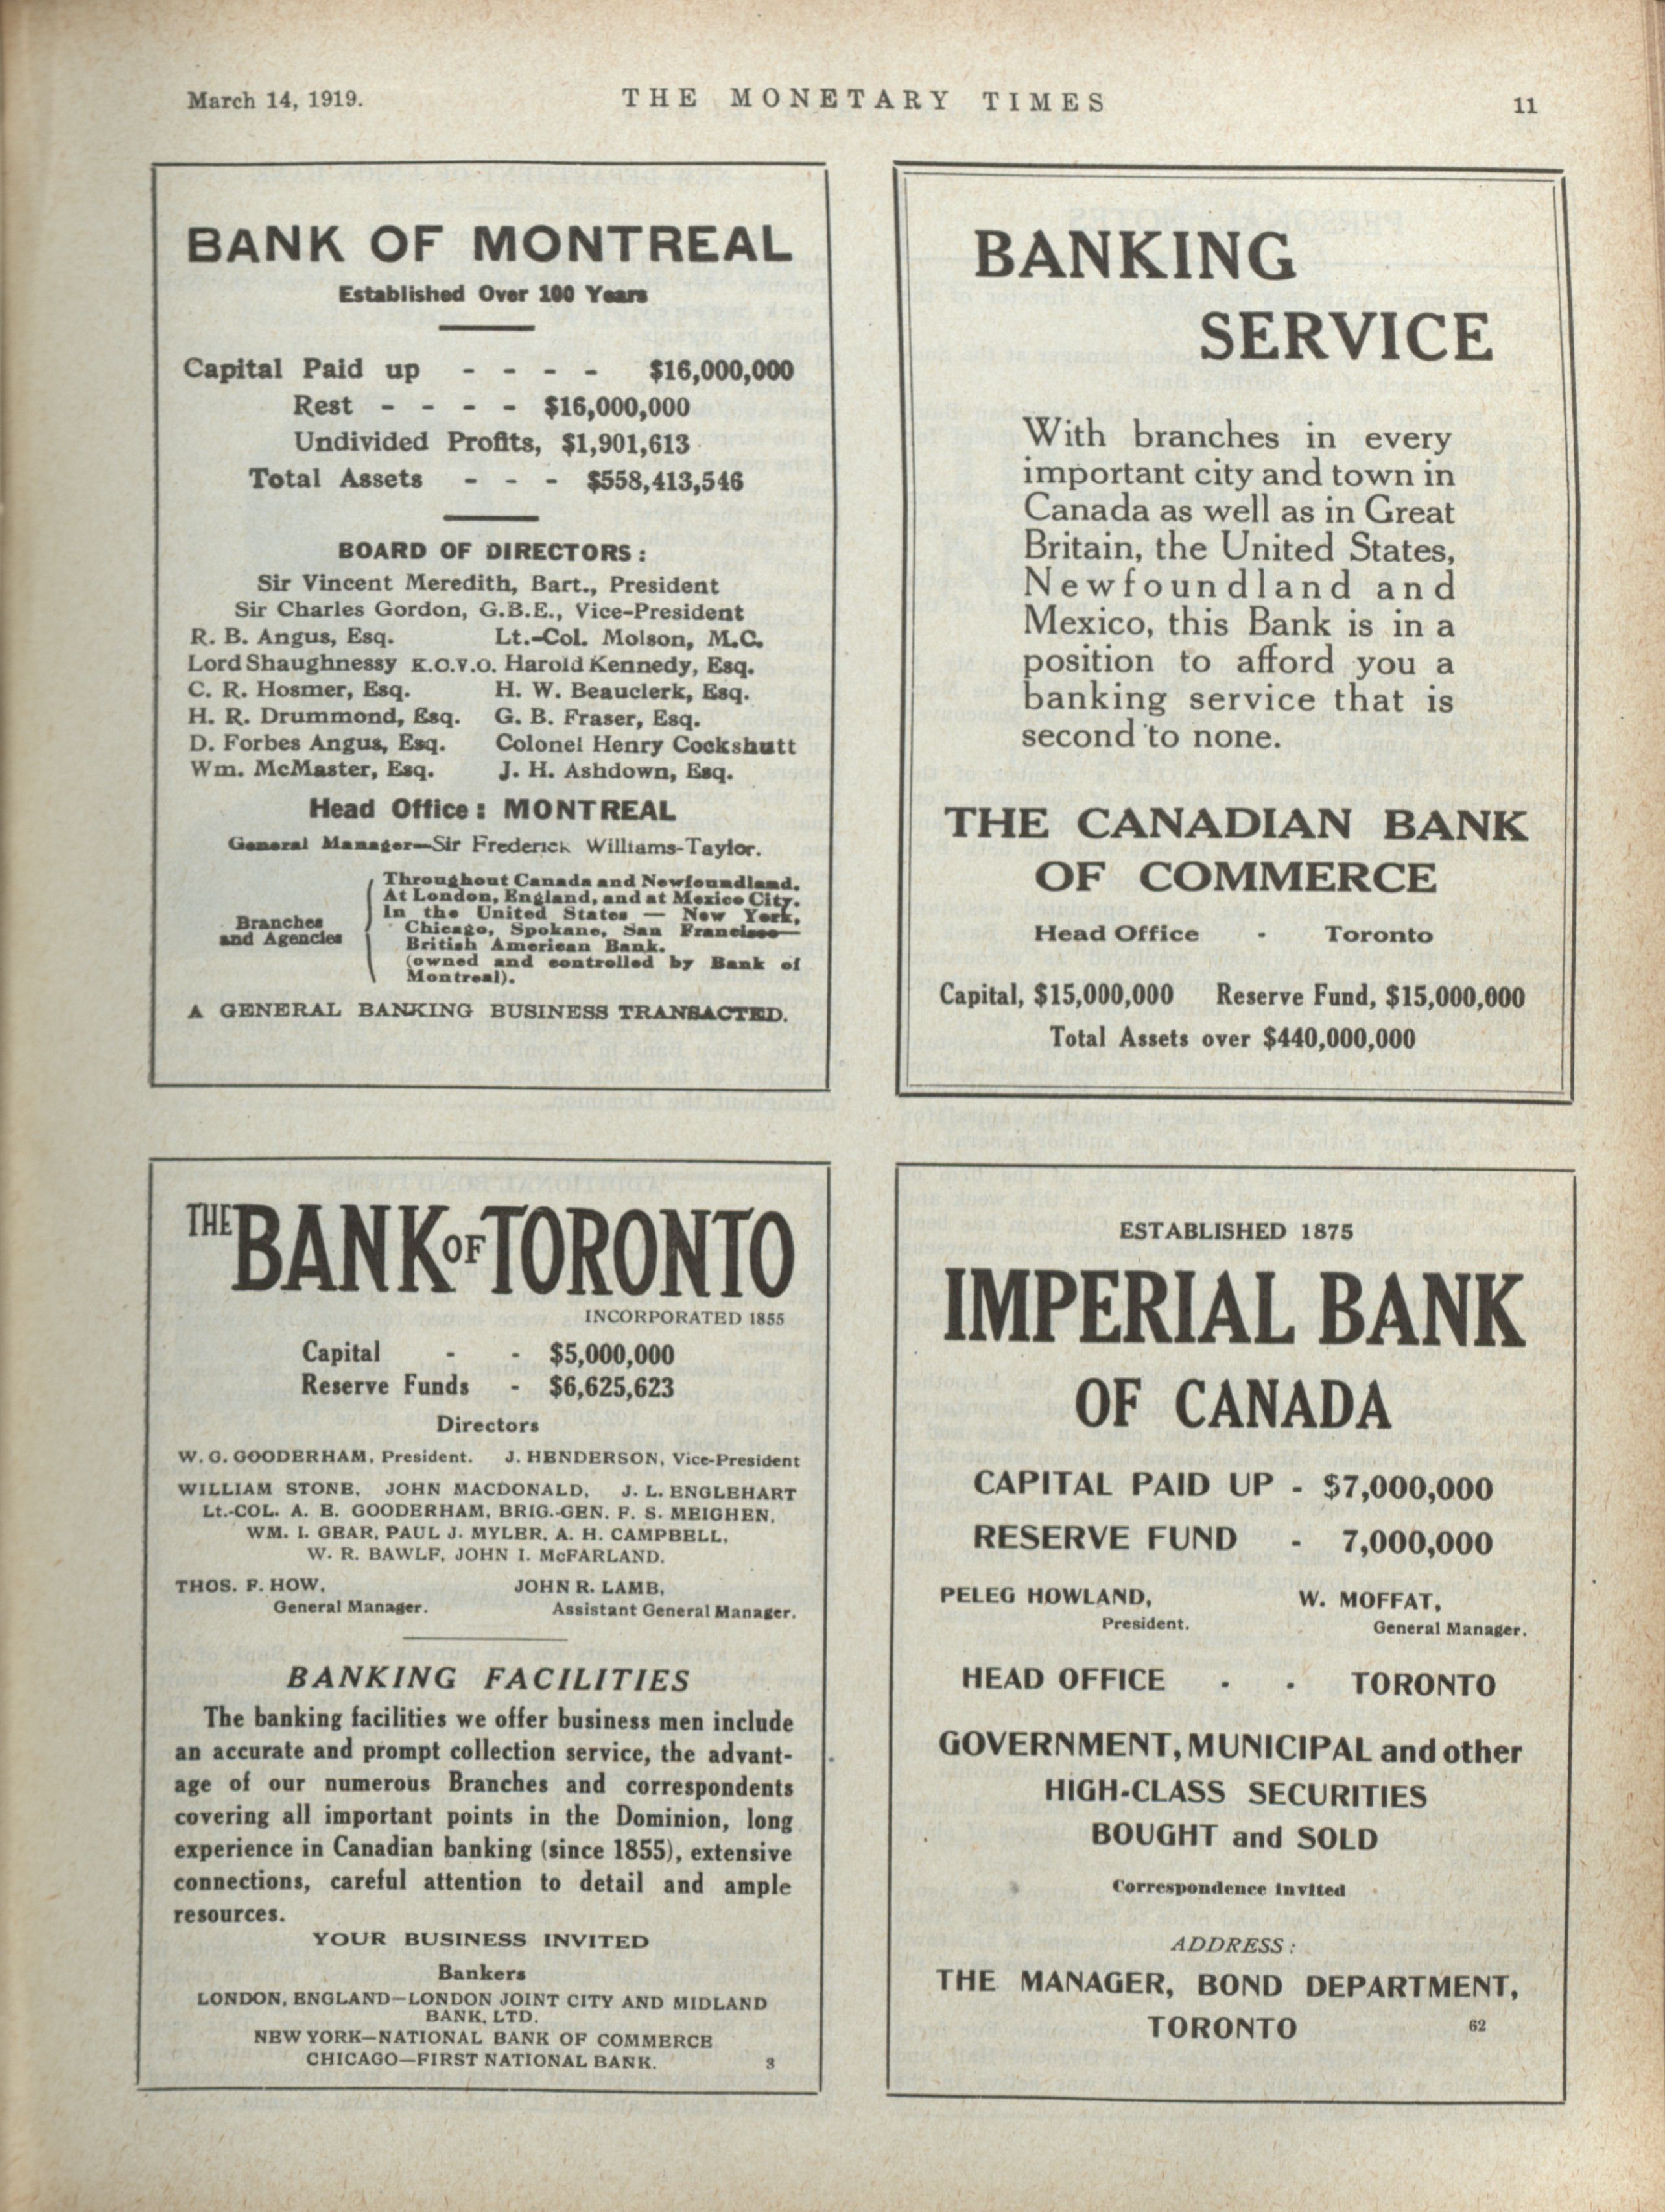 March 14, 1919.
THE MONETARY TIMES
11
BANK OF MONTREAL
Established Over 100 Years
Capital Paid up - - - - $16,000,000
Rest - - - - $16,000,000
Undivided Profits, $1,901,613
Total Assets - - - $558,413,546
BOARD OF DIRECTORS:
Sir Vincent Meredith, Bart., President
Sir Charles Gordon, G.B.E., Vice-President
R. B. Angus, Esq. Lt.-Col. Molson, M.C.
Lord Shaughnessy K.C.V.O. Harold Kennedy, Esq.
C. R. Hosmer, Esq. H. W. Beauclerk, Esq.
H. R. Drummond, Esq. G. B. Fraser, Esq.
D. Forbes Angus, Esq. Colonel Henry Cockshutt
Wm. McMaster, Esq. J. H. Ashdown, Esq.
Head Office: MONTREAL
General Manager—Sir Frederick Williams-Taylor.
Branches and Agencies
Throughout Canada and Newfoundland.
At London, England, and at Mexico City.
In the United States — New York,
Chicago, Spokane, San Francisco—
British American Bank.
(owned and controlled by Bank of
Montreal).
A GENERAL BANKING BUSINESS TRANSACTED.
BANKING
SERVICE
With branches in every
important city and town in
Canada as well as in Great
Britain, the United States,
Newfoundland and
Mexico, this Bank is in a
position to afford you a
banking service that is
second to none.
THE CANADIAN BANK
OF COMMERCE
Head Office - Toronto
Capital, $15,000,000 Reserve Fund, $15,000,000
Total Assets over $440,000,000
THE BANK OF TORONTO
INCORPORATED 1855
Capital - - $5,000,000
Reserve Funds - $6,625,623
Directors
W. G. GOODERHAM, President. J. HENDERSON, Vice-President
WILLIAM STONE, JOHN MACDONALD, J. L. ENGLEHART
Lt.-COL. A. E. GOODERHAM, BRIG.-GEN. F. S. MEIGHEN,
WM. I. GEAR, PAUL J. MYLER, A. H. CAMPBELL,
W. R. BAWLF, JOHN I. McFARLAND.
THOS. F. HOW, JOHN R. LAMB,
General Manager. Assistant General Manager.
BANKING FACILITIES
The banking facilities we offer business men include
an accurate and prompt collection service, the advant-
age of our numerous Branches and correspondents
covering all important points in the Dominion, long
experience in Canadian banking (since 1855), extensive
connections, careful attention to detail and ample
resources.
YOUR BUSINESS INVITED
Bankers
LONDON, ENGLAND—LONDON JOINT CITY AND MIDLAND
BANK, LTD.
NEW YORK—NATIONAL BANK OF COMMERCE
CHICAGO—FIRST NATIONAL BANK. 3
ESTABLISHED 1875
IMPERIAL BANK
OF CANADA
CAPITAL PAID UP - $7,000,000
RESERVE FUND - 7,000,000
PELEG HOWLAND, W. MOFFAT,
President. General Manager.
HEAD OFFICE - - TORONTO
GOVERNMENT, MUNICIPAL and other
HIGH-CLASS SECURITIES
BOUGHT and SOLD
Correspondence Invited
ADDRESS:
THE MANAGER, BOND DEPARTMENT,
TORONTO 62